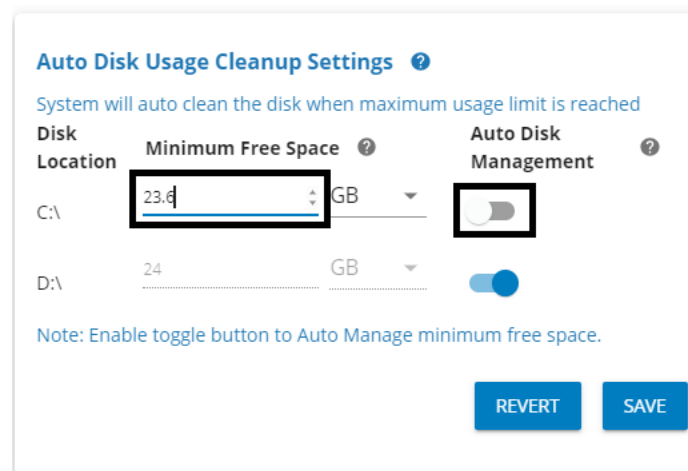 Auto Disk Usage Cleanup Settings ?
System will auto clean the disk when maximum usage limit is reached
Disk Location Minimum Free Space ? Auto Disk Management ?
C:\ 23.6 GB
D:\ 24 GB
Note: Enable toggle button to Auto Manage minimum free space.
REVERT SAVE